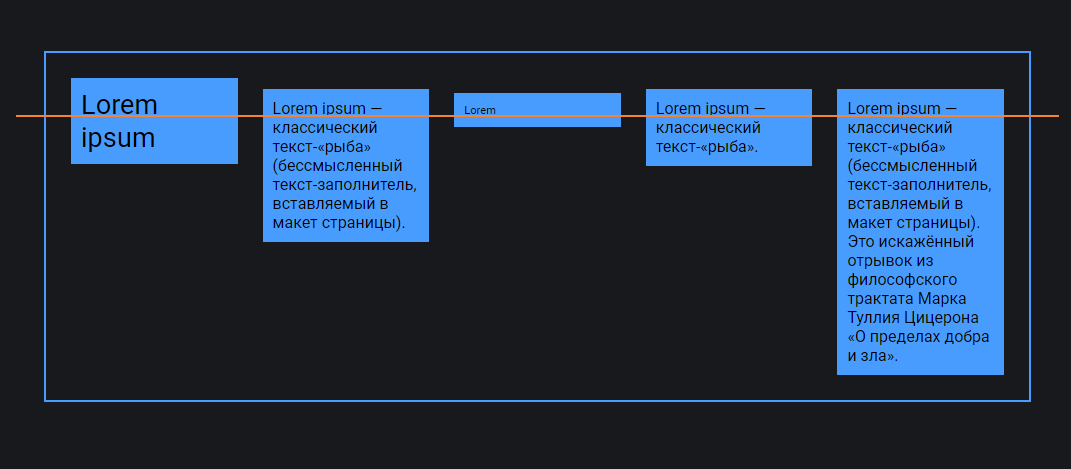 Lorem
ipsum
Lorem ipsum —
классический
текст-«рыба»
(бессмысленный
текст-заполнитель,
вставляемый в
макет страницы).
Lorem
Lorem ipsum —
классический
текст-«рыба».
Lorem ipsum —
классический
текст-«рыба»
(бессмысленный
текст-заполнитель,
вставляемый в
макет страницы).
Это искажённый
отрывок из
философского
трактата Марка
Туллия Цицерона
«О пределах добра
и зла».